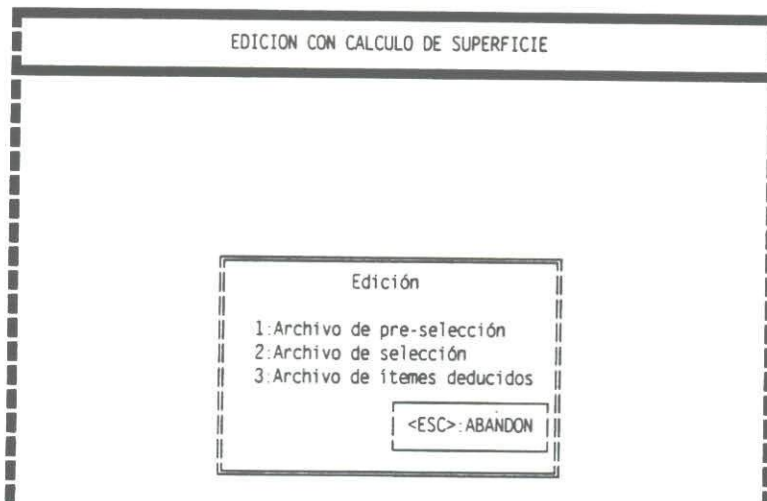 EDICION CON CALCULO DE SUPERFICIE
Edición
1:Archivo de pre-selección
2:Archivo de selección
3:Archivo de ítemes deducidos
<ESC>:ABANDON